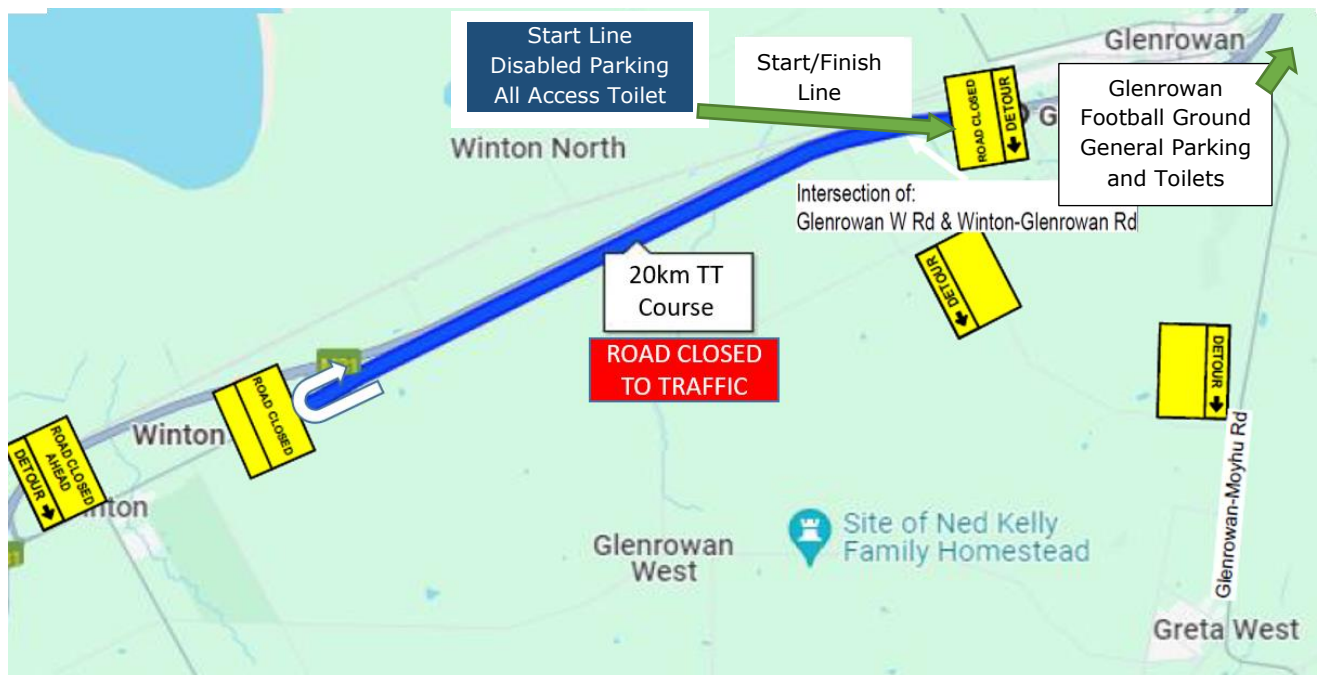 Start Line
Disabled Parking
All Access Toilet
Start/Finish
Line
Glenrowan
Glenrowan
Football Ground
General Parking
and Toilets
ROAD CLOSED
DETOUR
Winton North
Intersection of:
Glenrowan W Rd & Winton-Glenrowan Rd
DETOUR
20km TT
Course
ROAD CLOSED
TO TRAFFIC
DETOUR
ROAD CLOSED
Winton
ROAD CLOSED
AHEAD
DETOUR
Glenrowan-Moyhu Rd
Site of Ned Kelly
Family Homestead
Glenrowan
West
Greta West